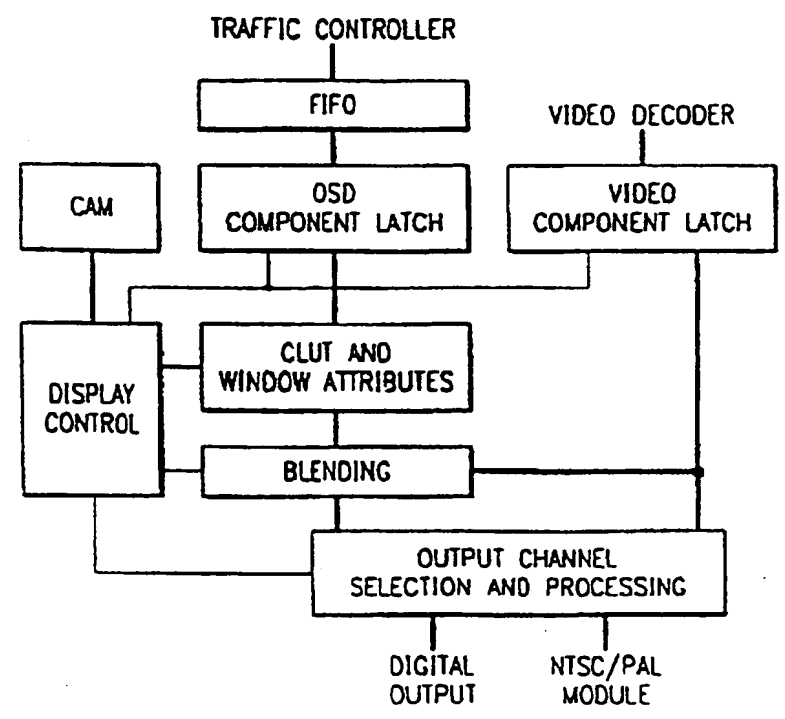 TRAFFIC CONTROLLER
FIFO
VIDEO DECODER
CAM
OSD
COMPONENT LATCH
VIDEO
COMPONENT LATCH
CLUT AND
WINDOW ATTRIBUTES
DISPLAY
CONTROL
BLENDING
OUTPUT CHANNEL
SELECTION AND PROCESSING
DIGITAL
OUTPUT
NTSC/PAL
MODULE